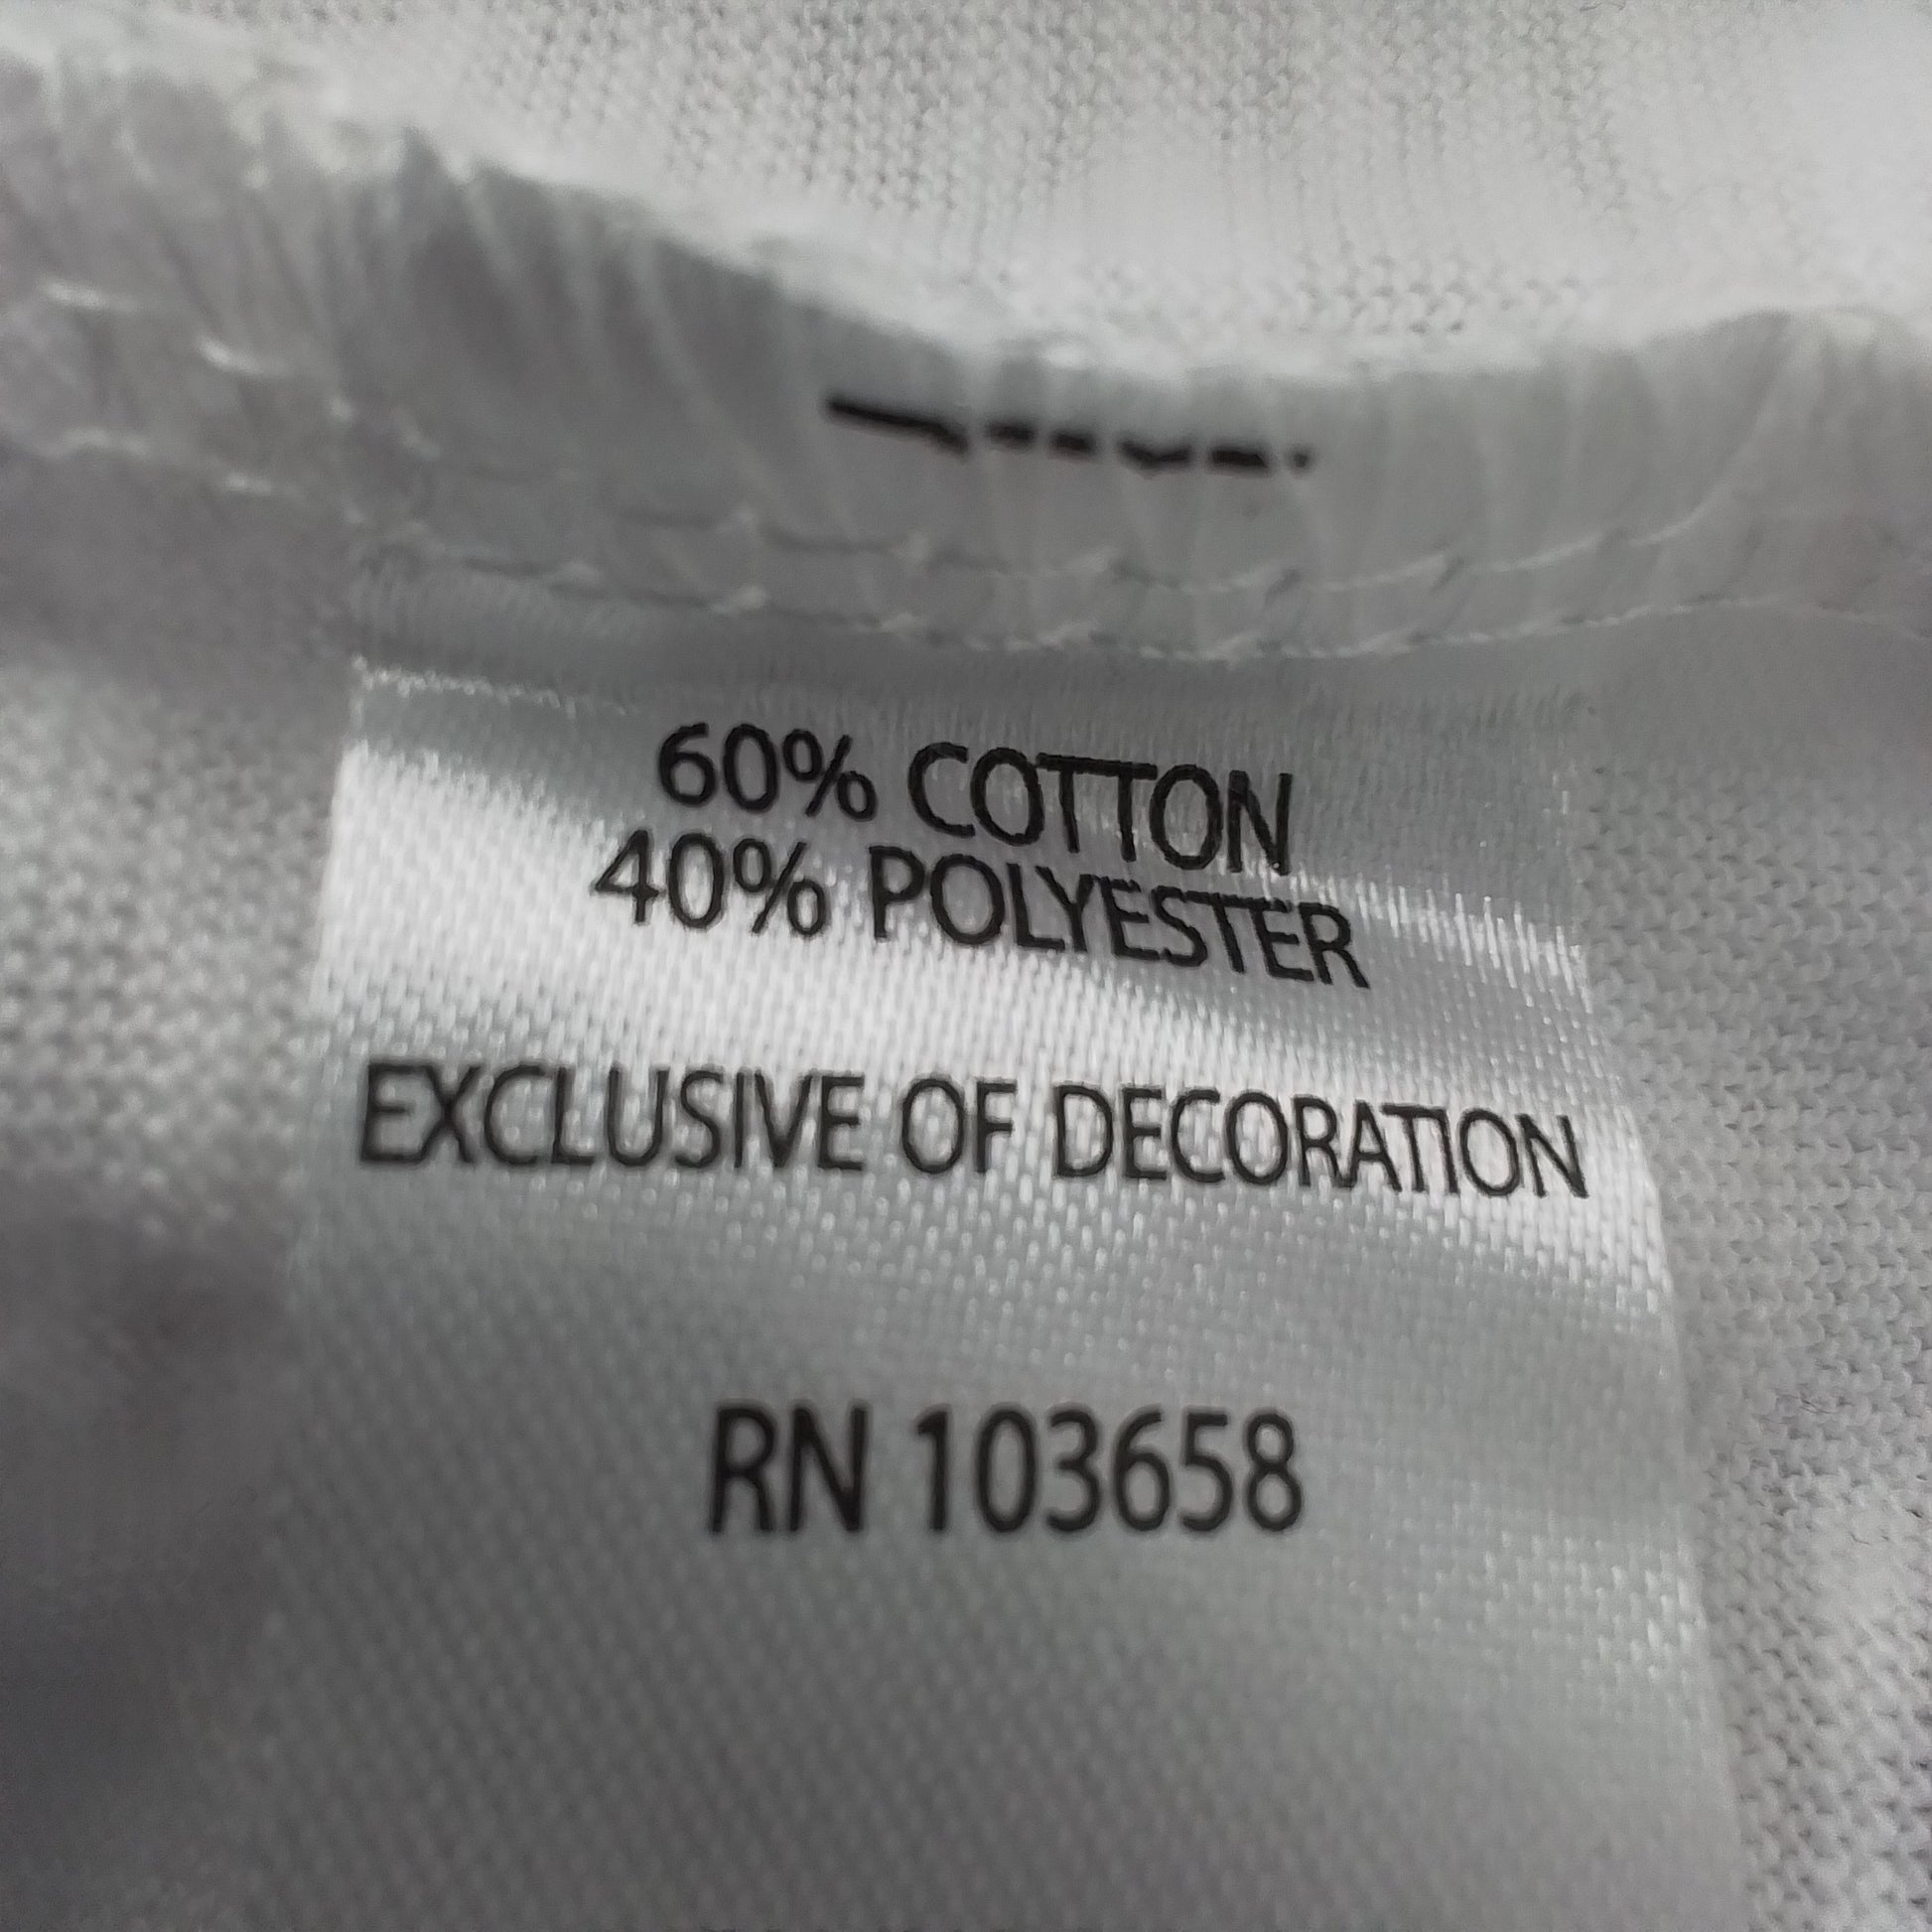 60% COTTON
40% POLYESTER
EXCLUSIVE OF DECORATION
RN 103658